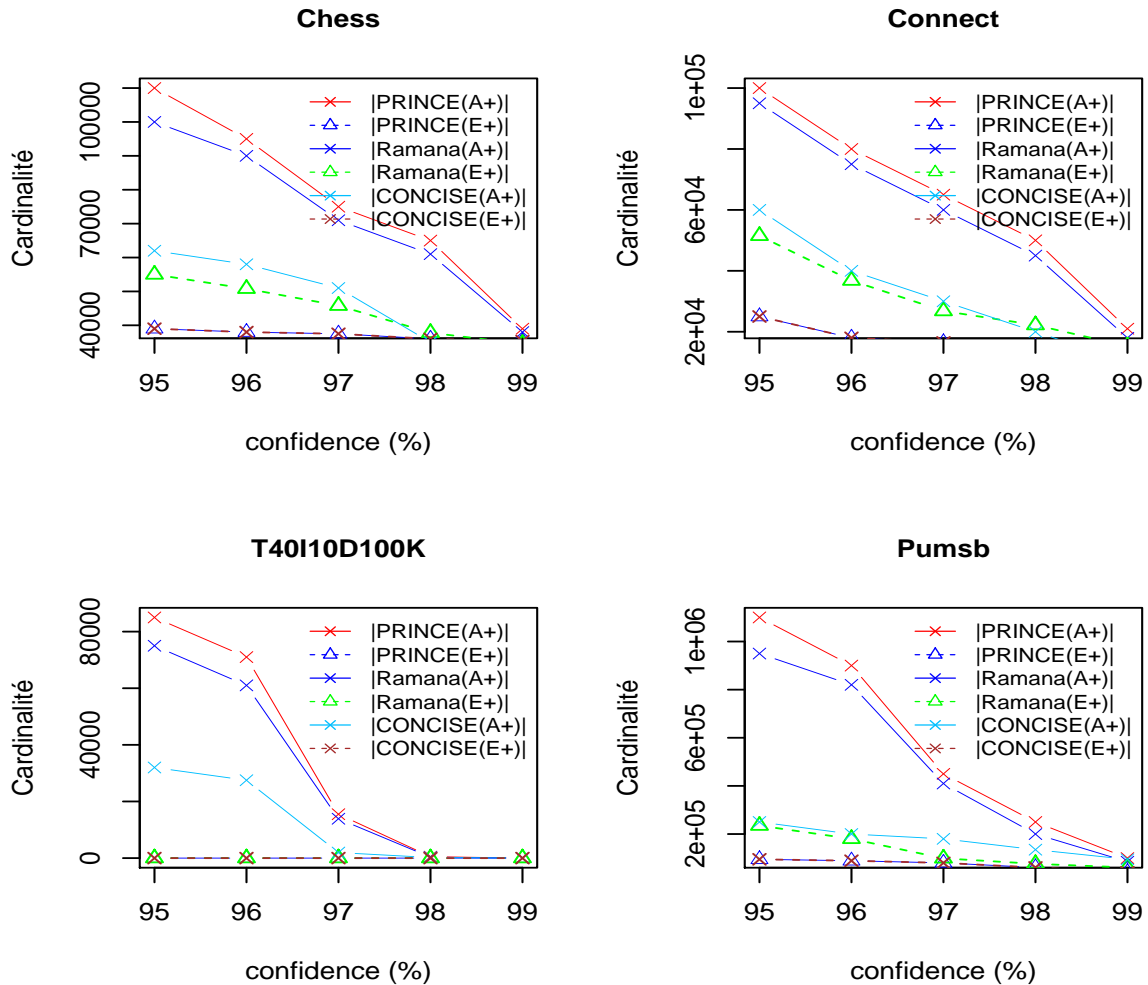 Chess
Cardinalité
40000 70000 100000
|PRINCE(A+)|
|PRINCE(E+)|
|Ramana(A+)|
|Ramana(E+)|
|CONCISE(A+)|
|CONCISE(E+)|
95 96 97 98 99
confidence (%)
Connect
Cardinalité
2e+04 6e+04 1e+05
|PRINCE(A+)|
|PRINCE(E+)|
|Ramana(A+)|
|Ramana(E+)|
|CONCISE(A+)|
|CONCISE(E+)|
95 96 97 98 99
confidence (%)
T40I10D100K
Cardinalité
0 40000 80000
|PRINCE(A+)|
|PRINCE(E+)|
|Ramana(A+)|
|Ramana(E+)|
|CONCISE(A+)|
|CONCISE(E+)|
95 96 97 98 99
confidence (%)
Pumsb
Cardinalité
2e+05 6e+05 1e+06
|PRINCE(A+)|
|PRINCE(E+)|
|Ramana(A+)|
|Ramana(E+)|
|CONCISE(A+)|
|CONCISE(E+)|
95 96 97 98 99
confidence (%)